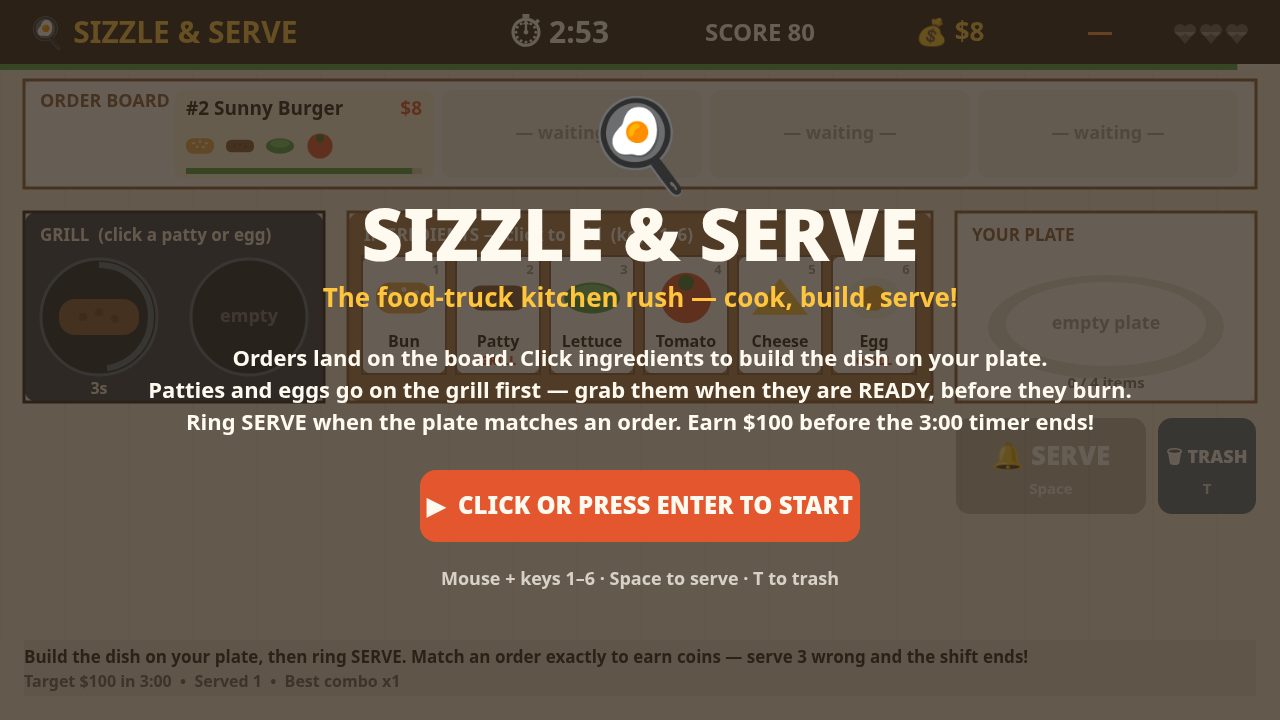 SIZZLE & SERVE
2:53
SCORE 80
$8
—
ORDER BOARD
#2 Sunny Burger
$8
— waiting
— waiting —
— waiting —
SIZZLE & SERVE
The food-truck kitchen rush — cook, build, serve!
GRILL (click a patty or egg)
YOUR PLATE
1
2
3
4
5
6
empty
empty plate
Bun
Patty
Lettuce
Tomato
Cheese
Egg
3s
/ 4 items
Orders land on the board. Click ingredients to build the dish on your plate.
Patties and eggs go on the grill first — grab them when they are READY, before they burn.
Ring SERVE when the plate matches an order. Earn $100 before the 3:00 timer ends!
SERVE
Space
TRASH
T
▶ CLICK OR PRESS ENTER TO START
Mouse + keys 1–6 · Space to serve · T to trash
Build the dish on your plate, then ring SERVE. Match an order exactly to earn coins — serve 3 wrong and the shift ends!
Target $100 in 3:00 • Served 1 • Best combo x1